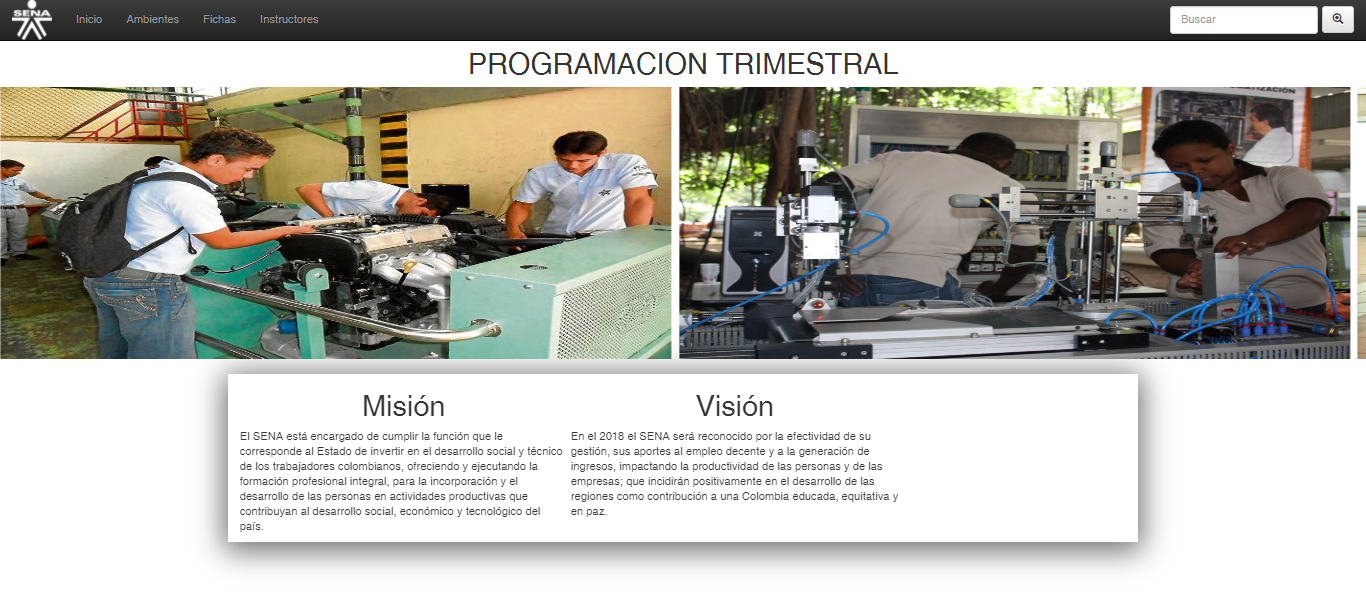 SENA
Inicio
Ambientes
Fichas
Instructores
Buscar
PROGRAMACION TRIMESTRAL
Misión
El SENA está encargado de cumplir la función que le
corresponde al Estado de invertir en el desarrollo social y técnico
de los trabajadores colombianos, ofreciendo y ejecutando la
formación profesional integral, para la incorporación y el
desarrollo de las personas en actividades productivas que
contribuyan al desarrollo social, económico y tecnológico del
país.
Visión
En el 2018 el SENA será reconocido por la efectividad de su
gestión, sus aportes al empleo decente y a la generación de
ingresos, impactando la productividad de las personas y de las
empresas; que incidirán positivamente en el desarrollo de las
regiones como contribución a una Colombia educada, equitativa y
en paz.